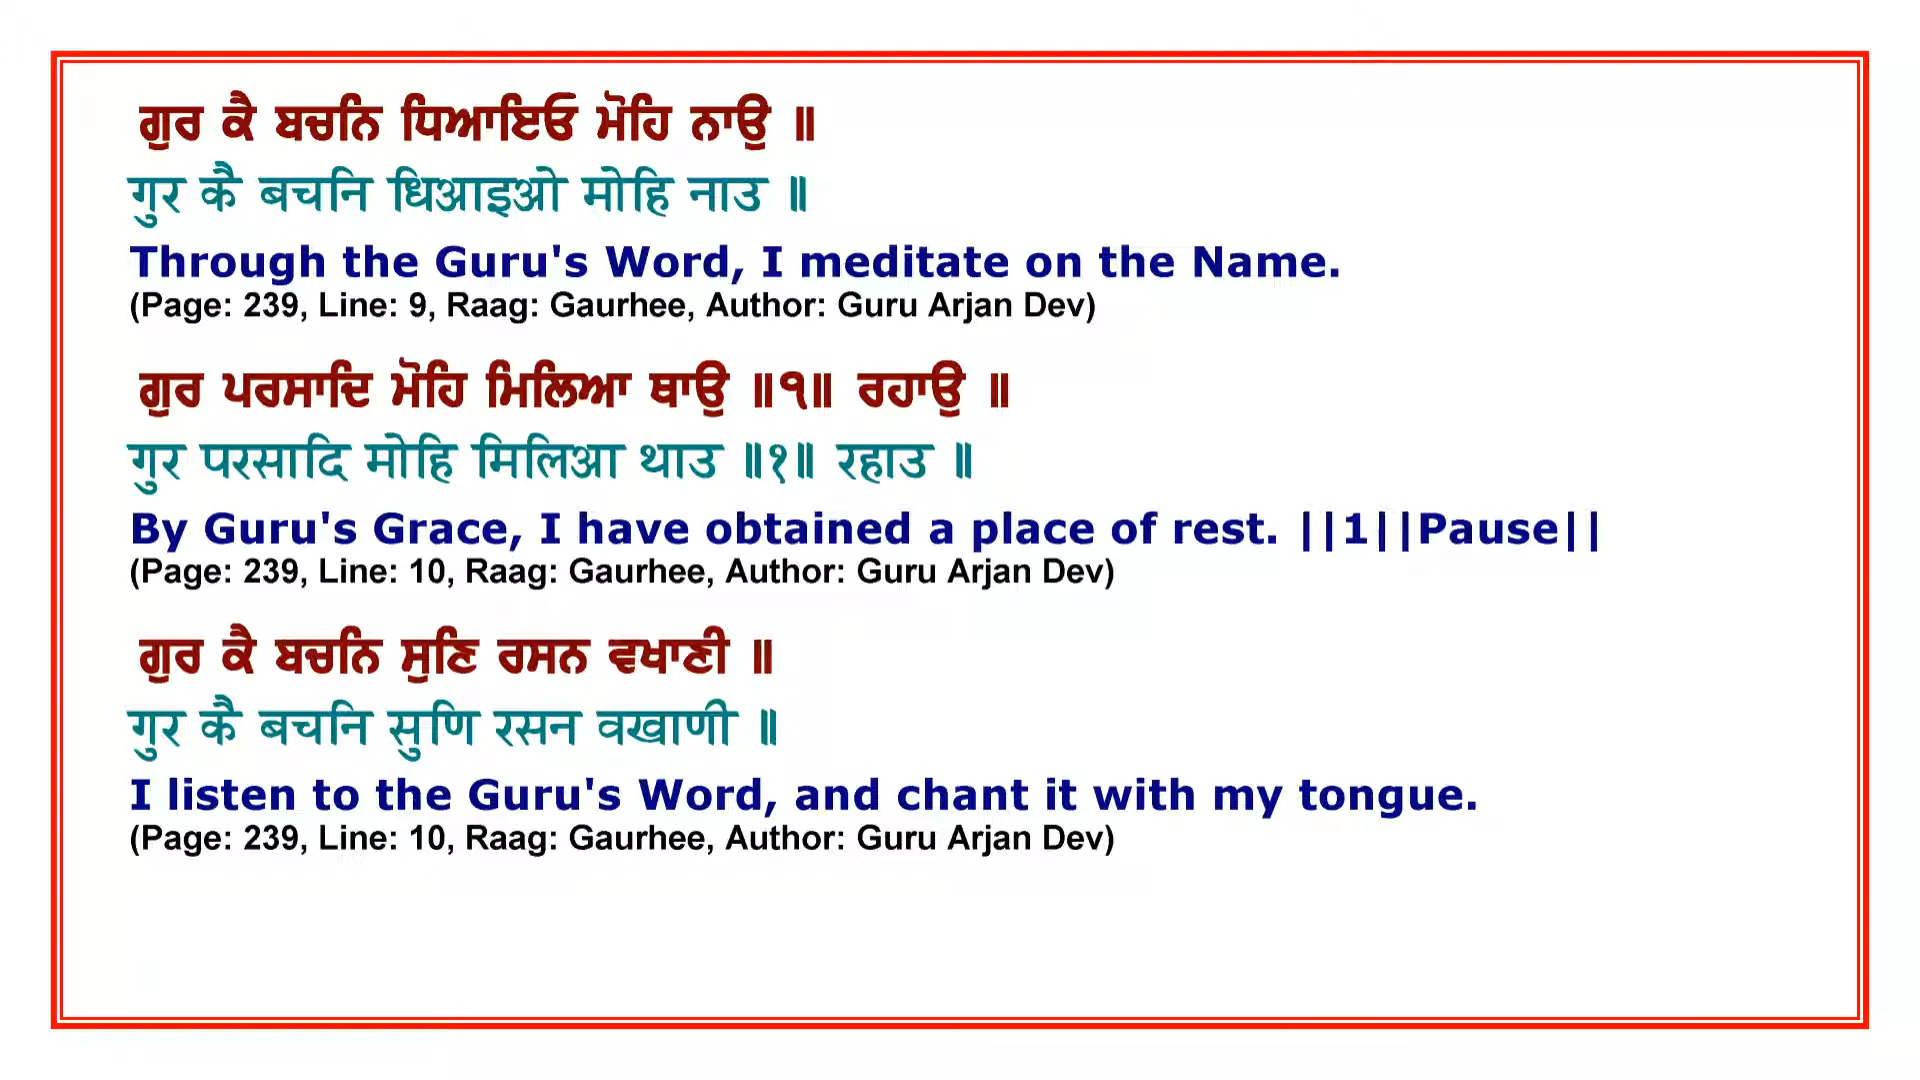 ਗੁਰ ਕੈ ਬਚਨਿ ਧਿਆਇਓ ਮੋਹਿ ਨਾਉ ॥
गुर कै बचनि धिआइओ मोहि नाउ ॥
Through the Guru's Word, I meditate on the Name.
(Page: 239, Line: 9, Raag: Gaurhee, Author: Guru Arjan Dev)
ਗੁਰ ਪਰਸਾਦਿ ਮੋਹਿ ਮਿਲਿਆ ਥਾਉ ॥੧॥ ਰਹਾਉ ॥
गुर परसादि मोहि मिलिआ थाउ ॥१॥ रहाउ ॥
By Guru's Grace, I have obtained a place of rest. ||1||Pause||
(Page: 239, Line: 10, Raag: Gaurhee, Author: Guru Arjan Dev)
ਗੁਰ ਕੈ ਬਚਨਿ ਸੁਣਿ ਰਸਨ ਵਖਾਣੀ ॥
गुर कै बचनि सुणि रसन वखाणी ॥
I listen to the Guru's Word, and chant it with my tongue.
(Page: 239, Line: 10, Raag: Gaurhee, Author: Guru Arjan Dev)